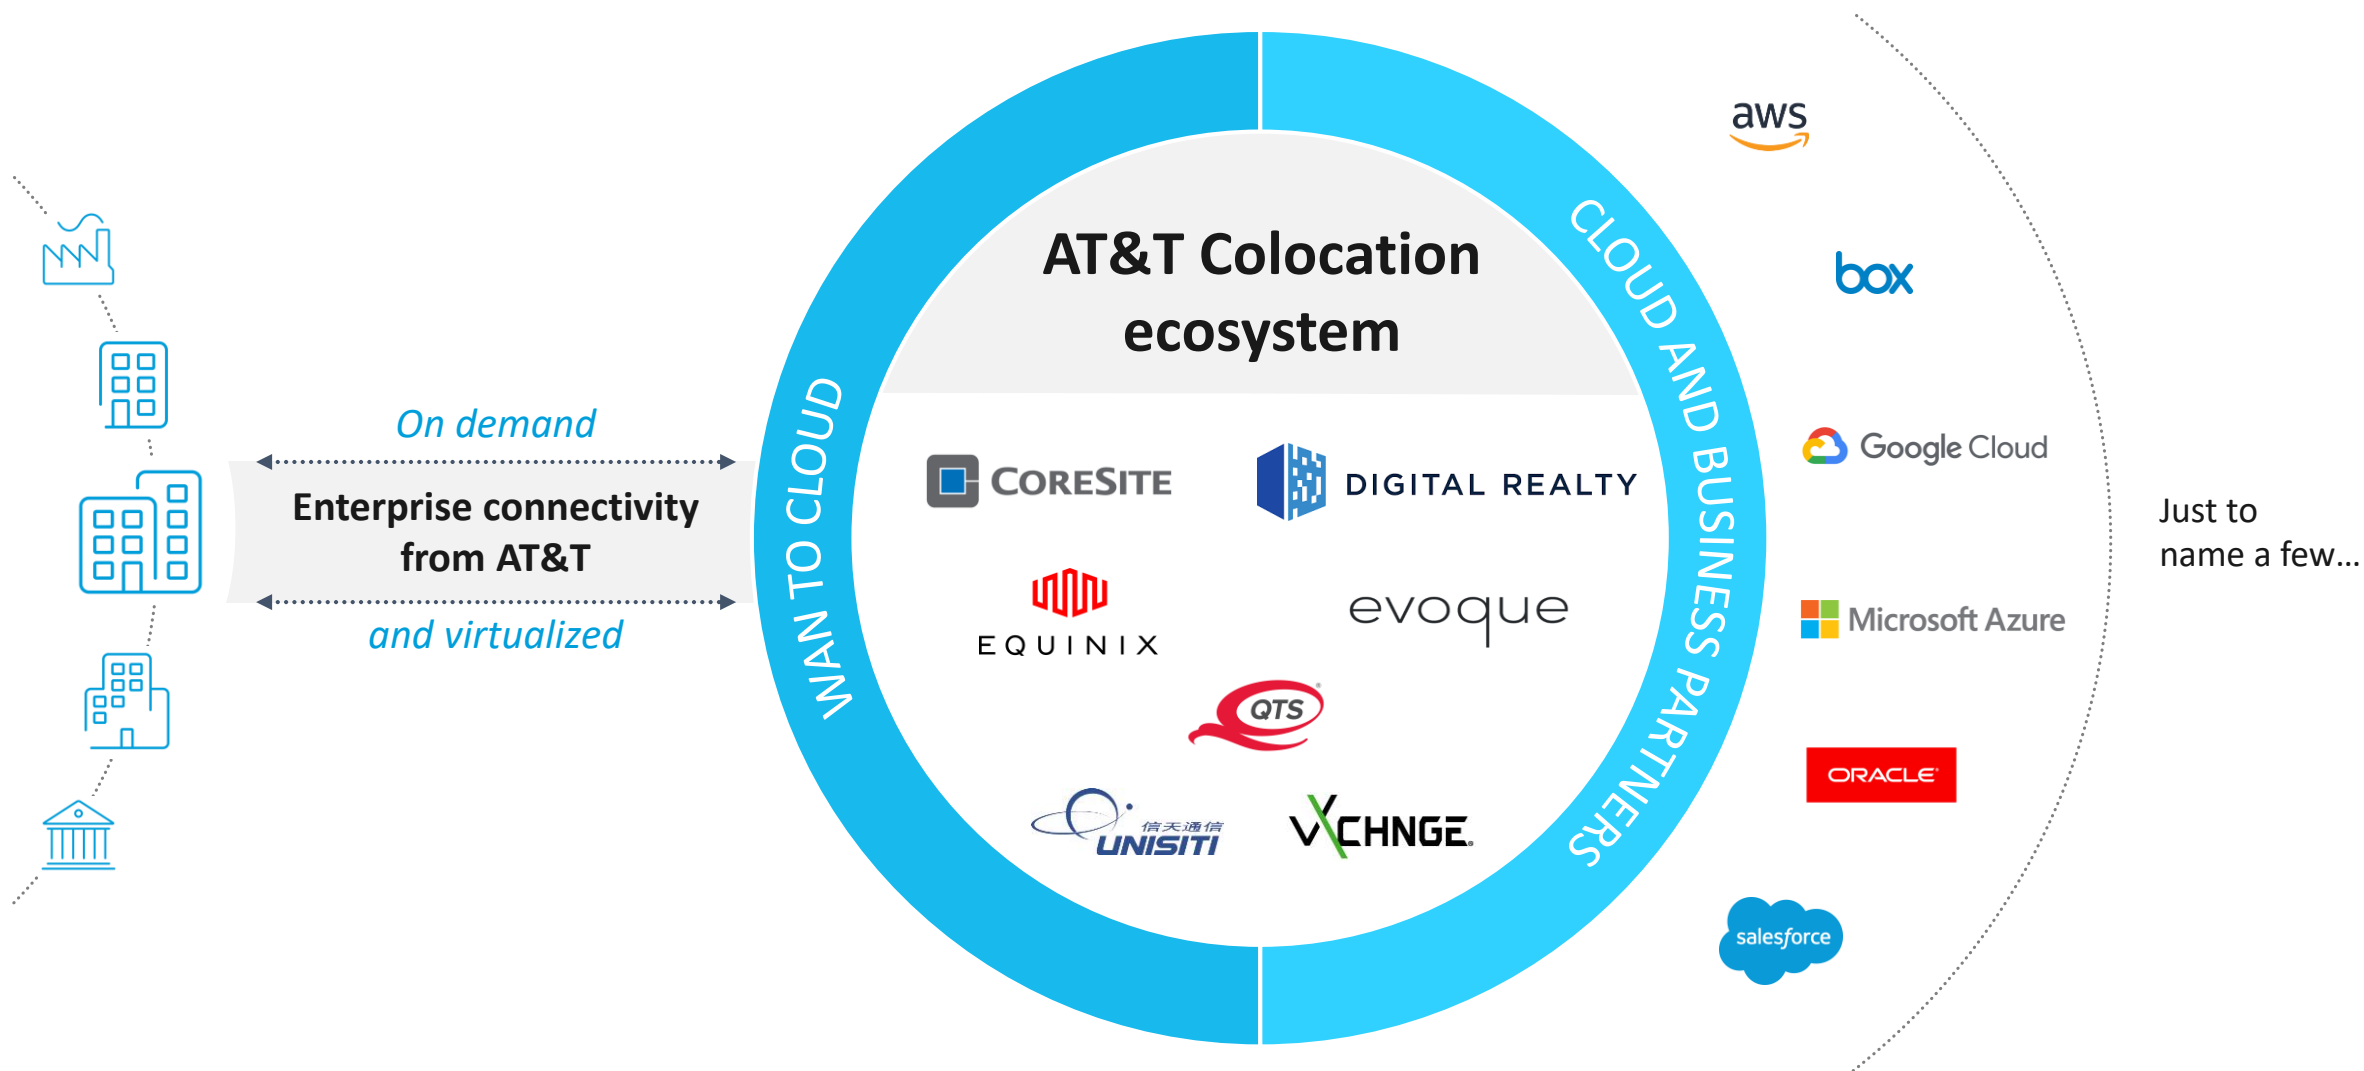 On demand
Enterprise connectivity
from AT&T
and virtualized
WAN TO CLOUD
AT&T Colocation
ecosystem
CORESITE
DIGITAL REALTY
EQUINIX
evoque
QTS®
信天通信
UNISITI
VXCHNGE®
CLOUD AND BUSINESS PARTNERS
aws
box
Google Cloud
Microsoft Azure
ORACLE®
salesforce
Just to
name a few...